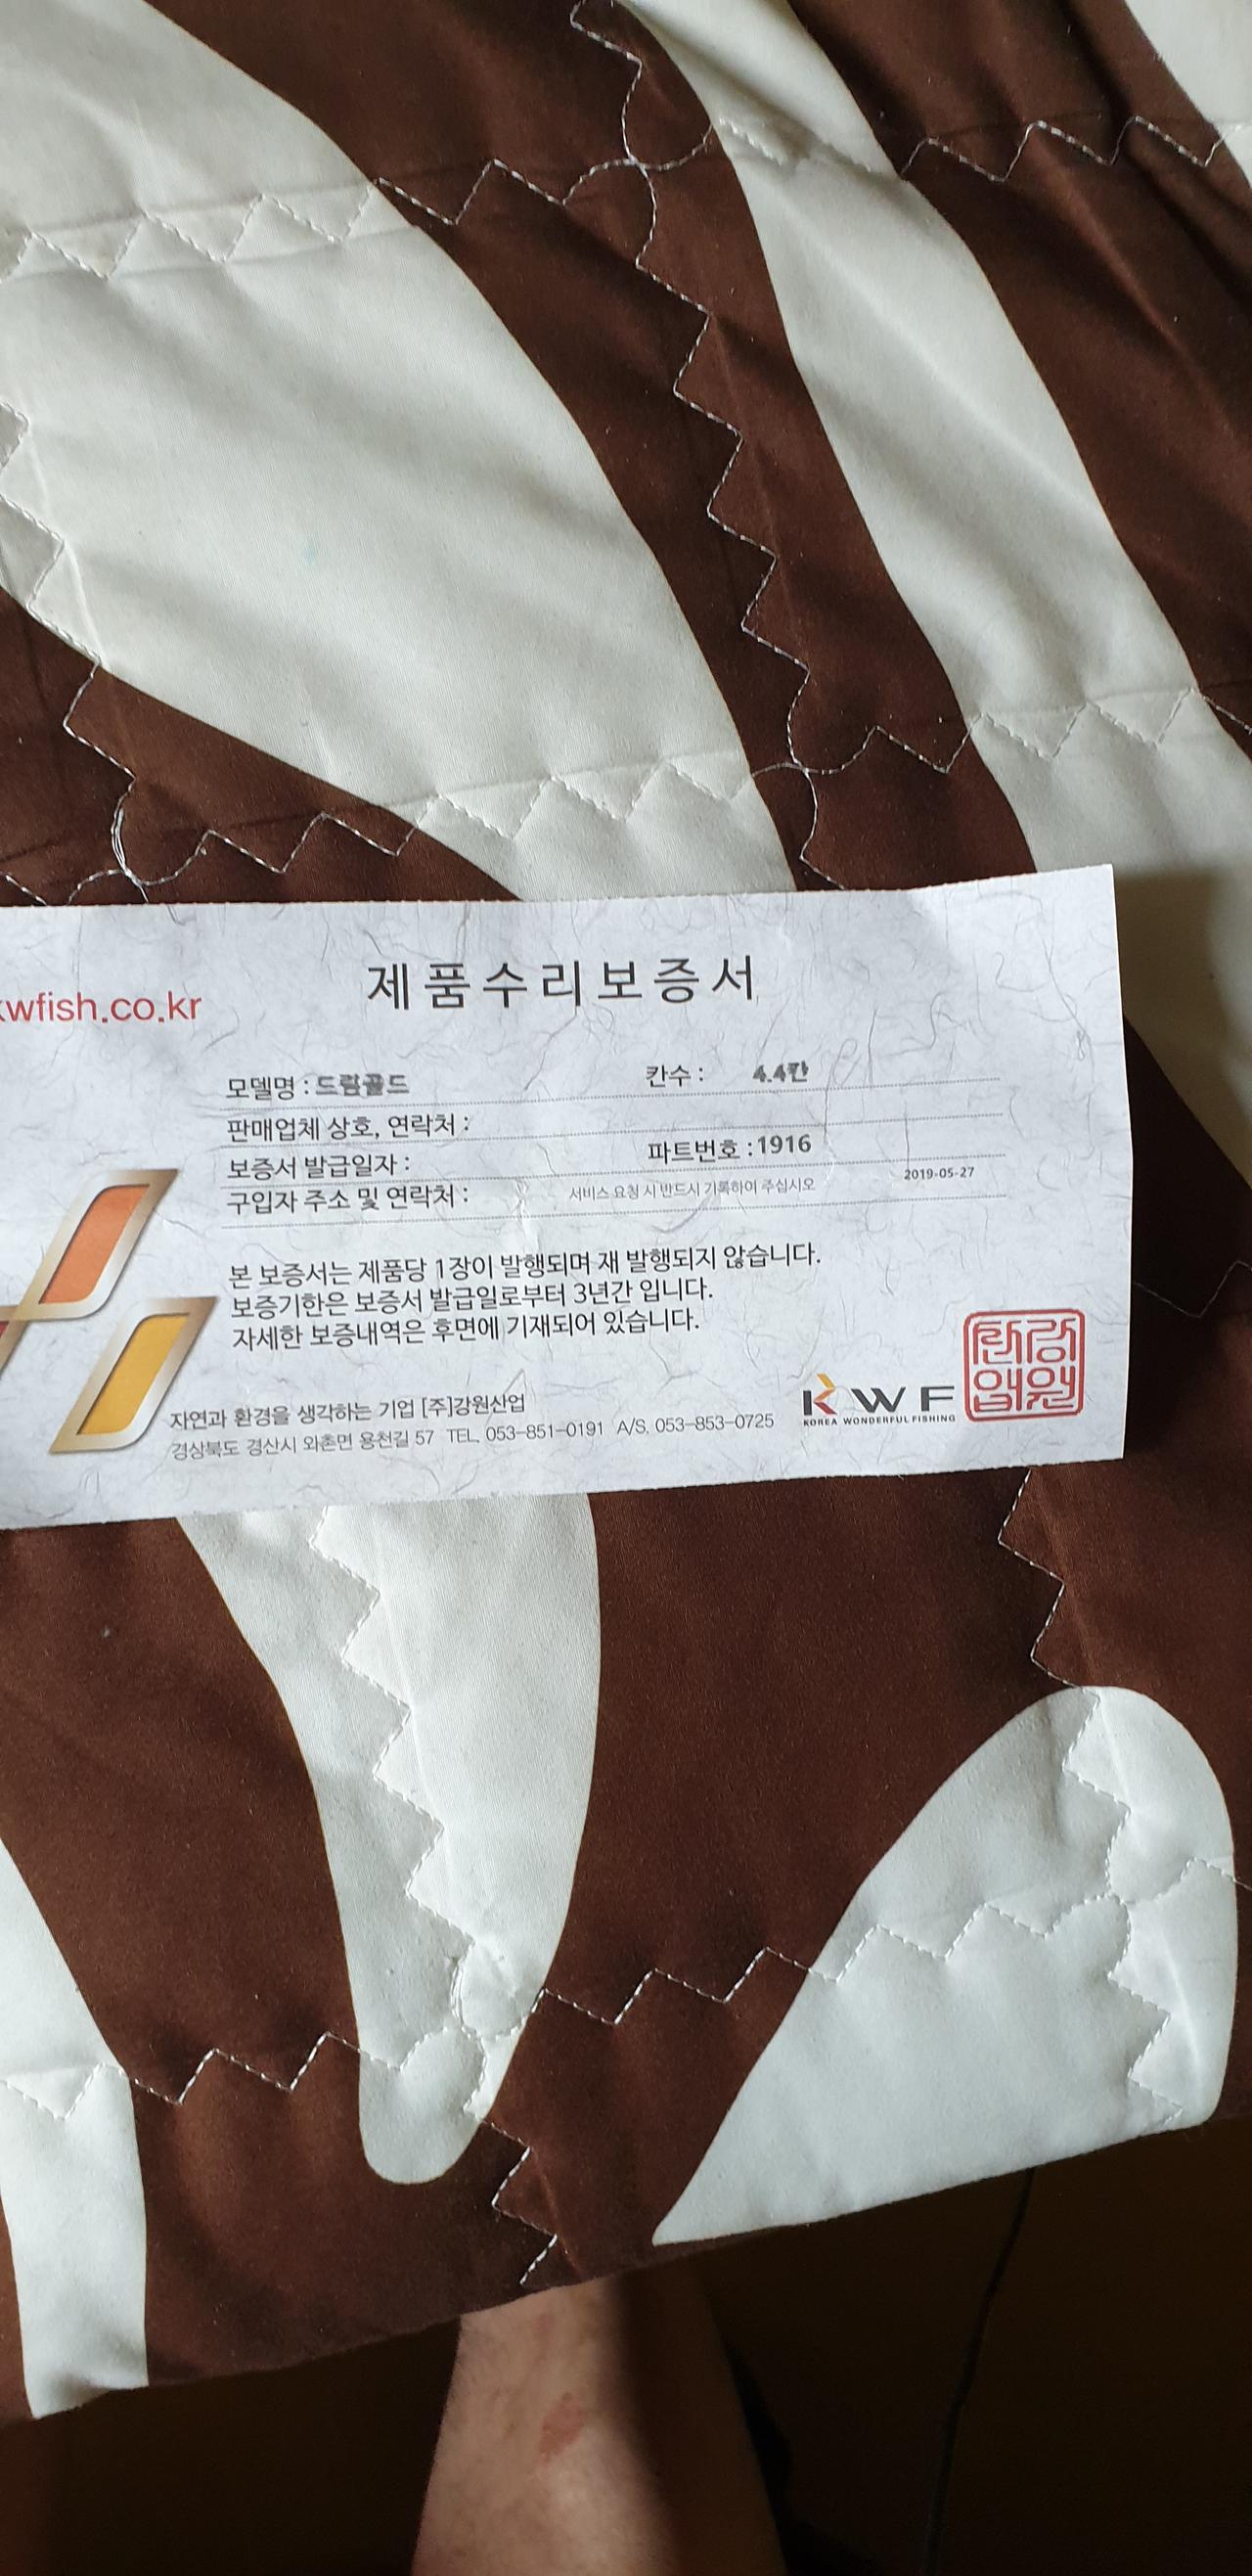 kwfish.co.kr
제품수리보증서
모델명 : 드림골드 칸수 : 4.4칸
판매업체 상호, 연락처 :
보증서 발급일자 : 파트번호 : 1916
구입자 주소 및 연락처 : 서비스 요청 시 반드시 기록하여 주십시오 2019-05-27
본 보증서는 제품당 1장이 발행되며 재 발행되지 않습니다.
보증기한은 보증서 발급일로부터 3년간 입니다.
자세한 보증내역은 후면에 기재되어 있습니다.
자연과 환경을 생각하는 기업 [주]강원산업
경상북도 경산시 와촌면 용천길 57 TEL. 053-851-0191 A/S. 053-853-0725
KWF
KOREA WONDERFUL FISHING